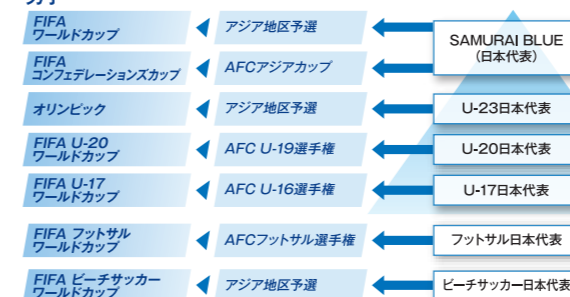 FIFA
ワールドカップ
アジア地区予選
SAMURAI BLUE
(日本代表)
FIFA
コンフェデレーションズカップ
AFCアジアカップ
オリンピック
アジア地区予選
U-23日本代表
FIFA U-20
ワールドカップ
AFC U-19選手権
U-20日本代表
FIFA U-17
ワールドカップ
AFC U-16選手権
U-17日本代表
FIFA フットサル
ワールドカップ
AFCフットサル選手権
フットサル日本代表
FIFA ビーチサッカー
ワールドカップ
アジア地区予選
ビーチサッカー日本代表